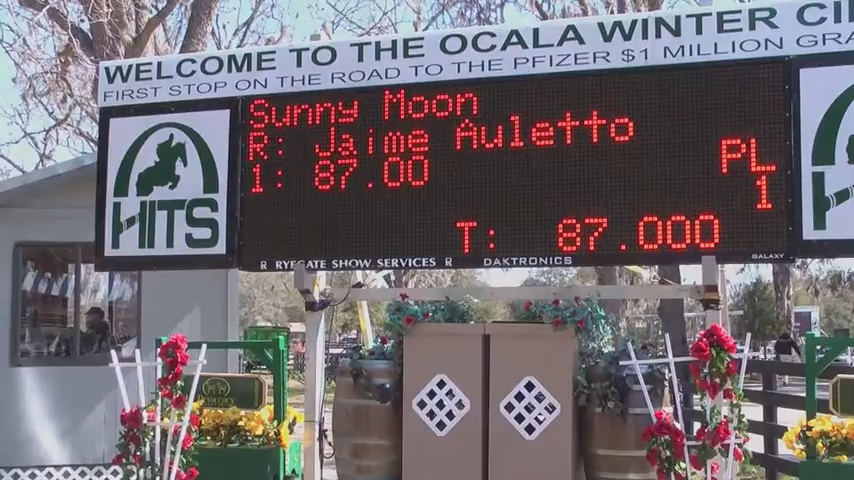 WELCOME TO THE OCALA WINTER CI
FIRST STOP ON THE ROAD TO THE PFIZER $1 MILLION GRA
Sunny Moon
R: Jaime Auletto
1: 87.00
PL
1
T: 87.000
HITS
R RYEGATE SHOW SERVICES R DAKTRONICS
GALAXY